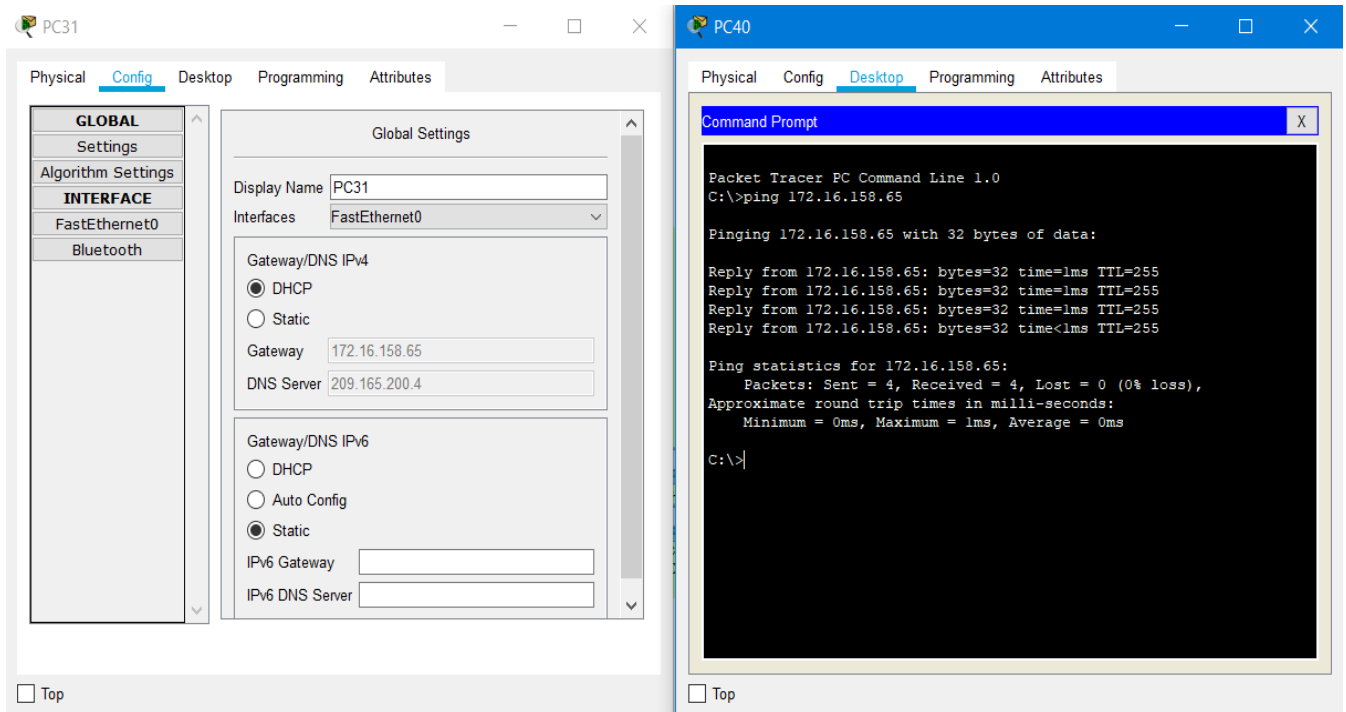 PC31
Physical Config Desktop Programming Attributes
GLOBAL
Settings
Algorithm Settings
INTERFACE
FastEthernet0
Bluetooth
Global Settings
Display Name PC31
Interfaces FastEthernet0
Gateway/DNS IPv4
DHCP
Static
Gateway 172.16.158.65
DNS Server 209.165.200.4
Gateway/DNS IPv6
DHCP
Auto Config
Static
IPv6 Gateway
IPv6 DNS Server
Top
PC40
Physical Config Desktop Programming Attributes
Command Prompt X
Packet Tracer PC Command Line 1.0
C:\>ping 172.16.158.65
Pinging 172.16.158.65 with 32 bytes of data:
Reply from 172.16.158.65: bytes=32 time=1ms TTL=255
Reply from 172.16.158.65: bytes=32 time=1ms TTL=255
Reply from 172.16.158.65: bytes=32 time=1ms TTL=255
Reply from 172.16.158.65: bytes=32 time<1ms TTL=255
Ping statistics for 172.16.158.65:
Packets: Sent = 4, Received = 4, Lost = 0 (0% loss),
Approximate round trip times in milli-seconds:
Minimum = 0ms, Maximum = 1ms, Average = 0ms
C:\>
Top